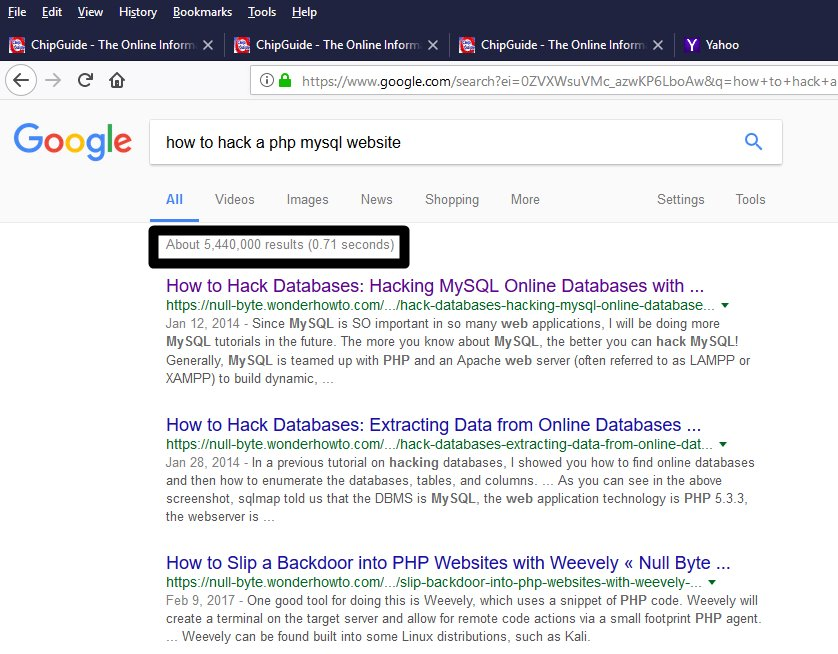 File Edit View History Bookmarks Tools Help
ChipGuide - The Online Inform ChipGuide - The Online Inform ChipGuide - The Online Inform Yahoo
https://www.google.com/search?ei=0ZVXWsuVMc_azwKP6LboAw&q=how+to+hack+a
Google how to hack a php mysql website
All Videos Images News Shopping More Settings Tools
About 5,440,000 results (0.71 seconds)
How to Hack Databases: Hacking MySQL Online Databases with ...
https://null-byte.wonderhowto.com/.../hack-databases-hacking-mysql-online-database...
Jan 12, 2014 - Since MySQL is SO important in so many web applications, I will be doing more
MySQL tutorials in the future. The more you know about MySQL, the better you can hack MySQL!
Generally, MySQL is teamed up with PHP and an Apache web server (often referred to as LAMPP or
XAMPP) to build dynamic, ...
How to Hack Databases: Extracting Data from Online Databases ...
https://null-byte.wonderhowto.com/.../hack-databases-extracting-data-from-online-dat...
Jan 28, 2014 - In a previous tutorial on hacking databases, I showed you how to find online databases
and then how to enumerate the databases, tables, and columns. ... As you can see in the above
screenshot, sqlmap told us that the DBMS is MySQL, the web application technology is PHP 5.3.3,
the webserver is ...
How to Slip a Backdoor into PHP Websites with Weevely « Null Byte ...
https://null-byte.wonderhowto.com/.../slip-backdoor-into-php-websites-with-weevely-...
Feb 9, 2017 - One good tool for doing this is Weevely, which uses a snippet of PHP code. Weevely will
create a terminal on the target server and allow for remote code actions via a small footprint PHP agent.
... Weevely can be found built into some Linux distributions, such as Kali.